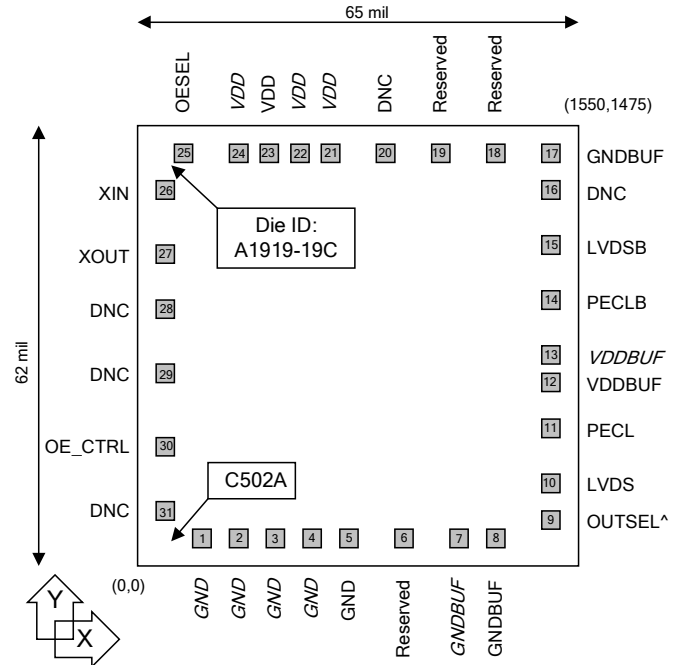 65 mil
OESEL
VDD
VDD
VDD
VDD
DNC
Reserved
Reserved
(1550,1475)
25
24
23
22
21
20
19
18
17
GNDBUF
XIN
26
16
DNC
Die ID:
A1919-19C
XOUT
27
15
LVDSB
DNC
28
14
PECLB
62 mil
13
VDDBUF
DNC
29
12
VDDBUF
OE_CTRL
30
11
PECL
C502A
10
LVDS
DNC
31
9
OUTSEL^
1
2
3
4
5
6
7
8
(0,0)
GND
GND
GND
GND
GND
Reserved
GNDBUF
GNDBUF
Y
X